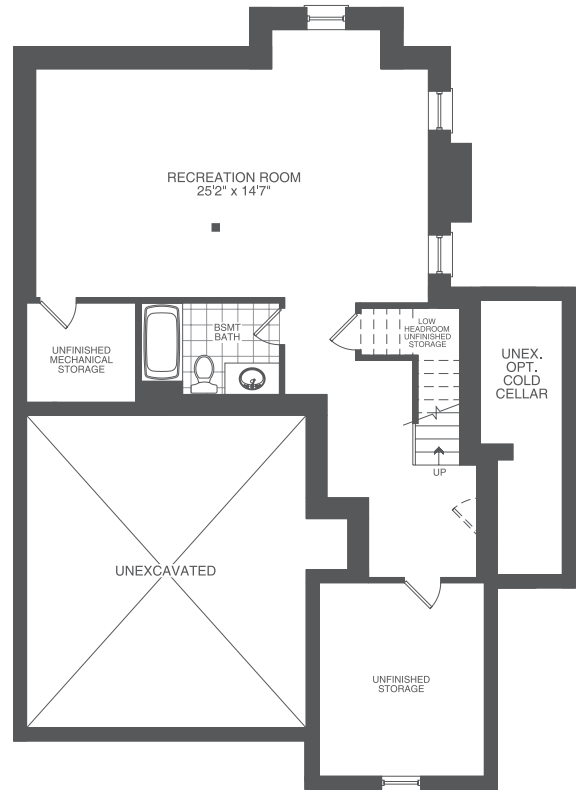 RECREATION ROOM
25'2" x 14'7"
UNFINISHED
MECHANICAL
STORAGE
BSMT
BATH
LOW
HEADROOM
UNFINISHED
STORAGE
UNEX.
OPT.
COLD
CELLAR
UP
UNEXCAVATED
UNFINISHED
STORAGE